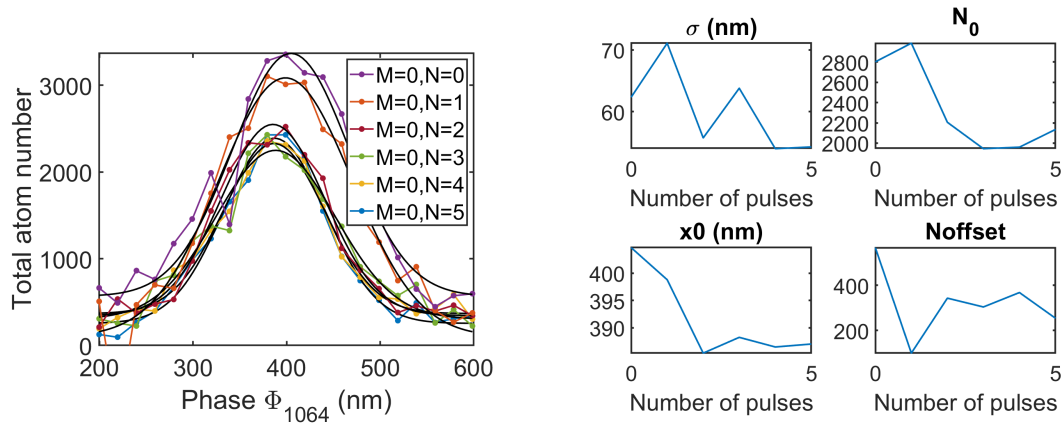 Total atom number
3000
2000
1000
0
200
300
400
500
600
Phase Φ1064 (nm)
M=0,N=0
M=0,N=1
M=0,N=2
M=0,N=3
M=0,N=4
M=0,N=5
σ (nm)
70
60
0
5
Number of pulses
N0
2800
2600
2400
2200
2000
0
5
Number of pulses
x0 (nm)
400
395
390
0
5
Number of pulses
Noffset
400
200
0
5
Number of pulses